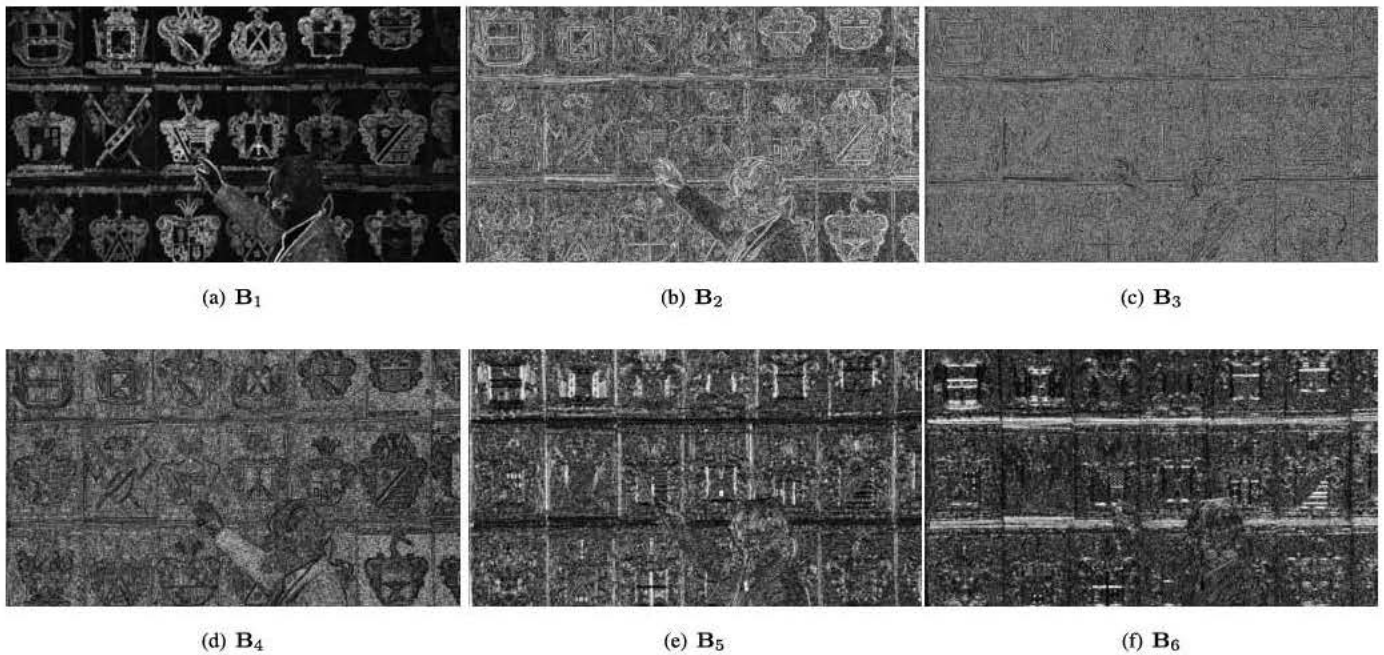 (a) B₁
(b) B₂
(c) B₃
(d) B₄
(e) B₅
(f) B₆